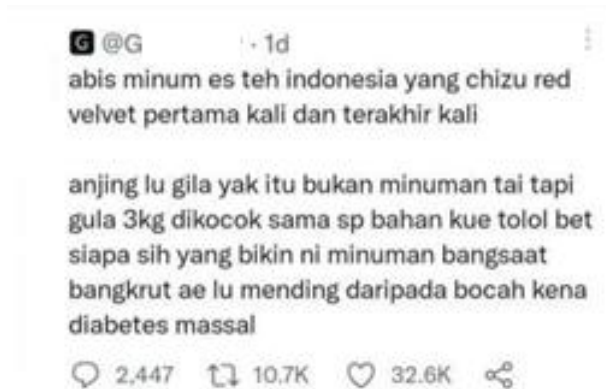 G @G · 1d
abis minum es teh indonesia yang chizu red
velvet pertama kali dan terakhir kali
anjing lu gila yak itu bukan minuman tai tapi
gula 3kg dikocok sama sp bahan kue tolol bet
siapa sih yang bikin ni minuman bangsaat
bangkrut ae lu mending daripada bocah kena
diabetes massal
2,447 10.7K 32.6K